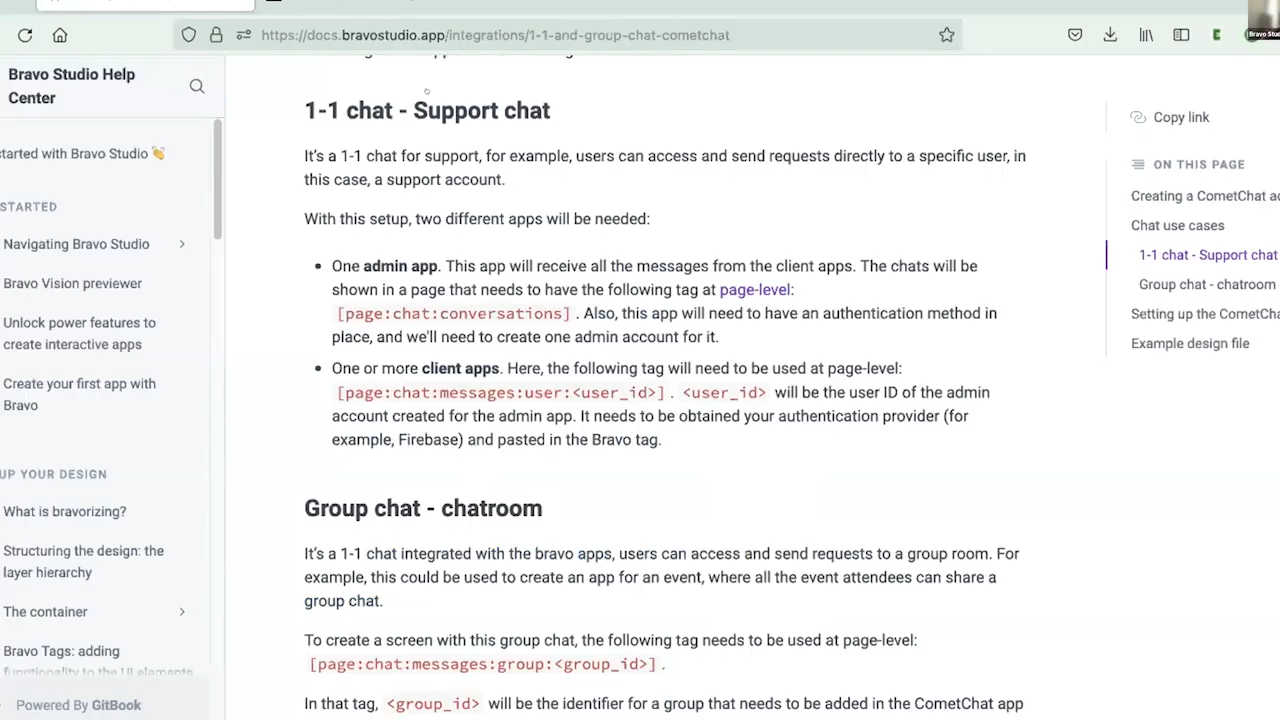 https://docs.bravostudio.app/integrations/1-1-and-group-chat-cometchat
Bravo Stud
Bravo Studio Help
Center
started with Bravo Studio 👋
STARTED
Navigating Bravo Studio
Bravo Vision previewer
Unlock power features to
create interactive apps
Create your first app with
Bravo
UP YOUR DESIGN
What is bravorizing?
Structuring the design: the
layer hierarchy
The container
Bravo Tags: adding
functionality to the UI elements
Powered By GitBook
1-1 chat - Support chat
It's a 1-1 chat for support, for example, users can access and send requests directly to a specific user, in
this case, a support account.
With this setup, two different apps will be needed:
• One admin app. This app will receive all the messages from the client apps. The chats will be
shown in a page that needs to have the following tag at page-level:
[page:chat:conversations] . Also, this app will need to have an authentication method in
place, and we'll need to create one admin account for it.
• One or more client apps. Here, the following tag will need to be used at page-level:
[page:chat:messages:user:<user_id>] . <user_id> will be the user ID of the admin
account created for the admin app. It needs to be obtained your authentication provider (for
example, Firebase) and pasted in the Bravo tag.
Group chat - chatroom
It's a 1-1 chat integrated with the bravo apps, users can access and send requests to a group room. For
example, this could be used to create an app for an event, where all the event attendees can share a
group chat.
To create a screen with this group chat, the following tag needs to be used at page-level:
[page:chat:messages:group:<group_id>] .
In that tag, <group_id> will be the identifier for a group that needs to be added in the CometChat app
Copy link
ON THIS PAGE
Creating a CometChat ac
Chat use cases
1-1 chat - Support chat
Group chat - chatroom
Setting up the CometCha
Example design file